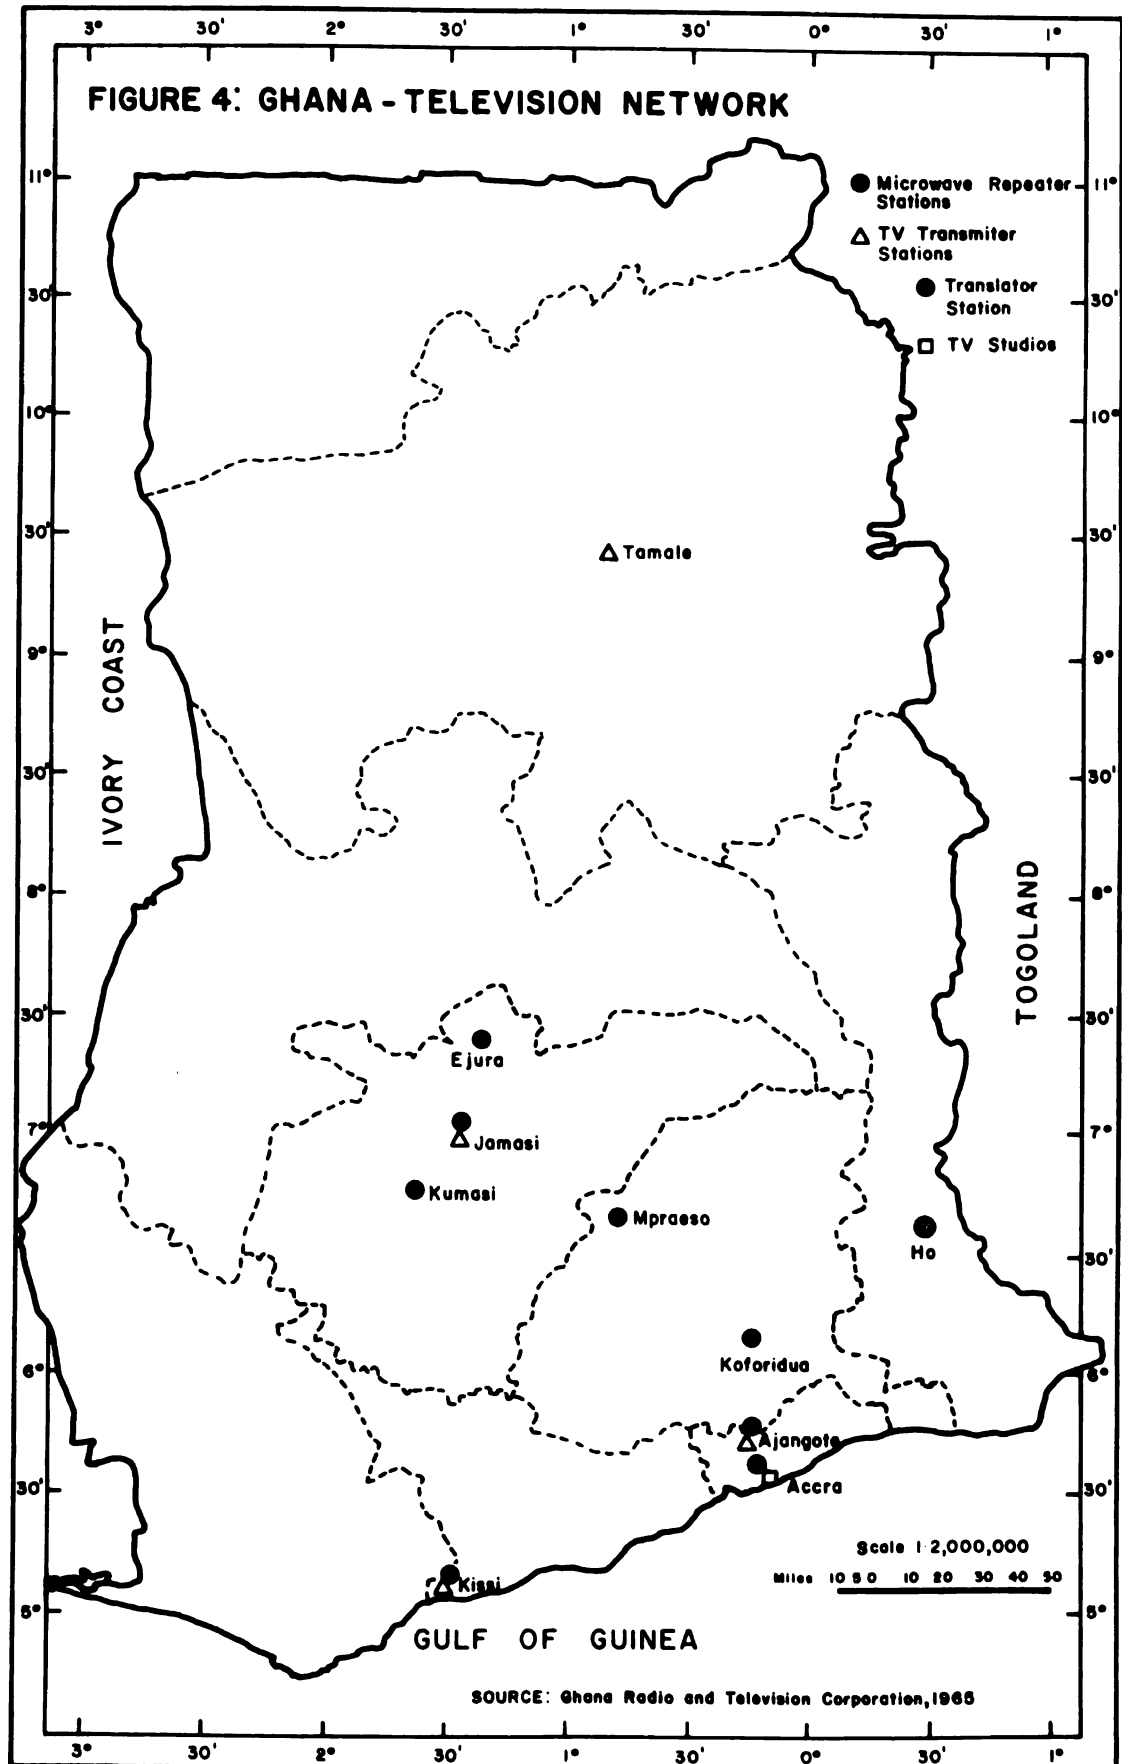 3° 30' 2° 30' 1° 30' 0° 30' 1°
FIGURE 4: GHANA - TELEVISION NETWORK
11°
30'
10°
30'
9°
30'
8°
30'
7°
6°
30'
5°
Microwave Repeater
Stations
TV Transmiter
Stations
Translator
Station
TV Studios
11°
30'
10°
30'
9°
30'
8°
30'
7°
30'
6°
30'
5°
Tamale
IVORY COAST
TOGOLAND
Ejura
Jamasi
Kumasi
Mpraeso
Ho
Koforidua
Ajangote
Accra
Kissi
Scale 1:2,000,000
Miles 10 5 0 10 20 30 40 50
GULF OF GUINEA
SOURCE: Ghana Radio and Television Corporation, 1965
3° 30' 2° 30' 1° 30' 0° 30' 1°